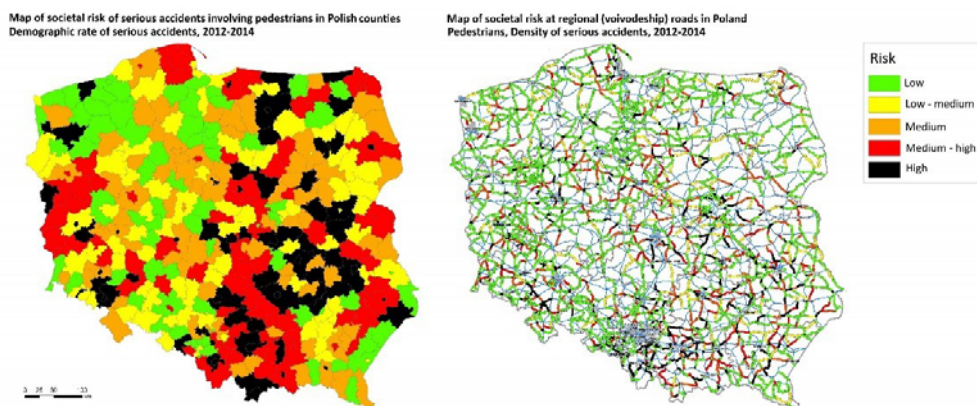 Map of societal risk of serious accidents involving pedestrians in Polish counties
Demographic rate of serious accidents, 2012-2014
Map of societal risk at regional (voivodeship) roads in Poland
Pedestrians, Density of serious accidents, 2012-2014
Risk
Low
Low - medium
Medium
Medium - high
High